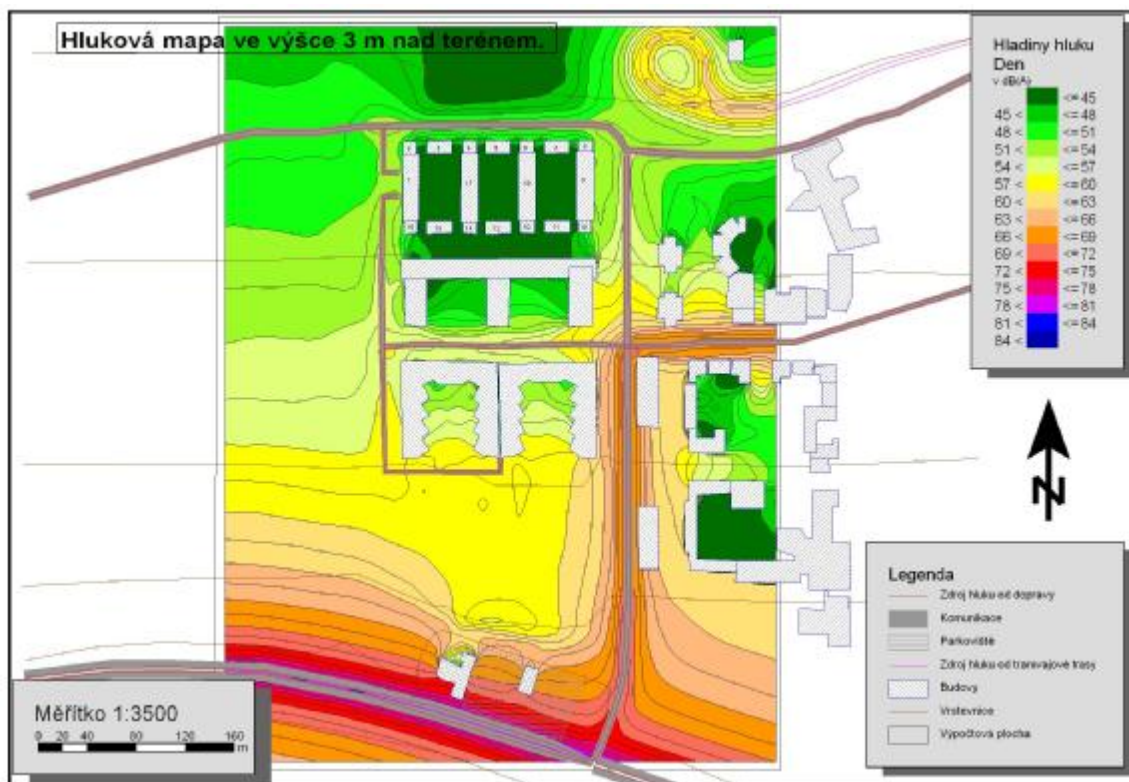 Hluková mapa ve výšce 3 m nad terénem.
Hladiny hluku
Den
v dB(A)
<= 45
45 < <= 48
48 < <= 51
51 < <= 54
54 < <= 57
57 < <= 60
60 < <= 63
63 < <= 66
66 < <= 69
69 < <= 72
72 < <= 75
75 < <= 78
78 < <= 81
81 < <= 84
84 <
N
Legenda
Zdroj hluku od dopravy
Komunikace
Parkoviště
Zdroj hluku od tramvajové trasy
Budovy
Vrstevnice
Výpočtová plocha
Měřítko 1:3500
0 20 40 80 120 160
m